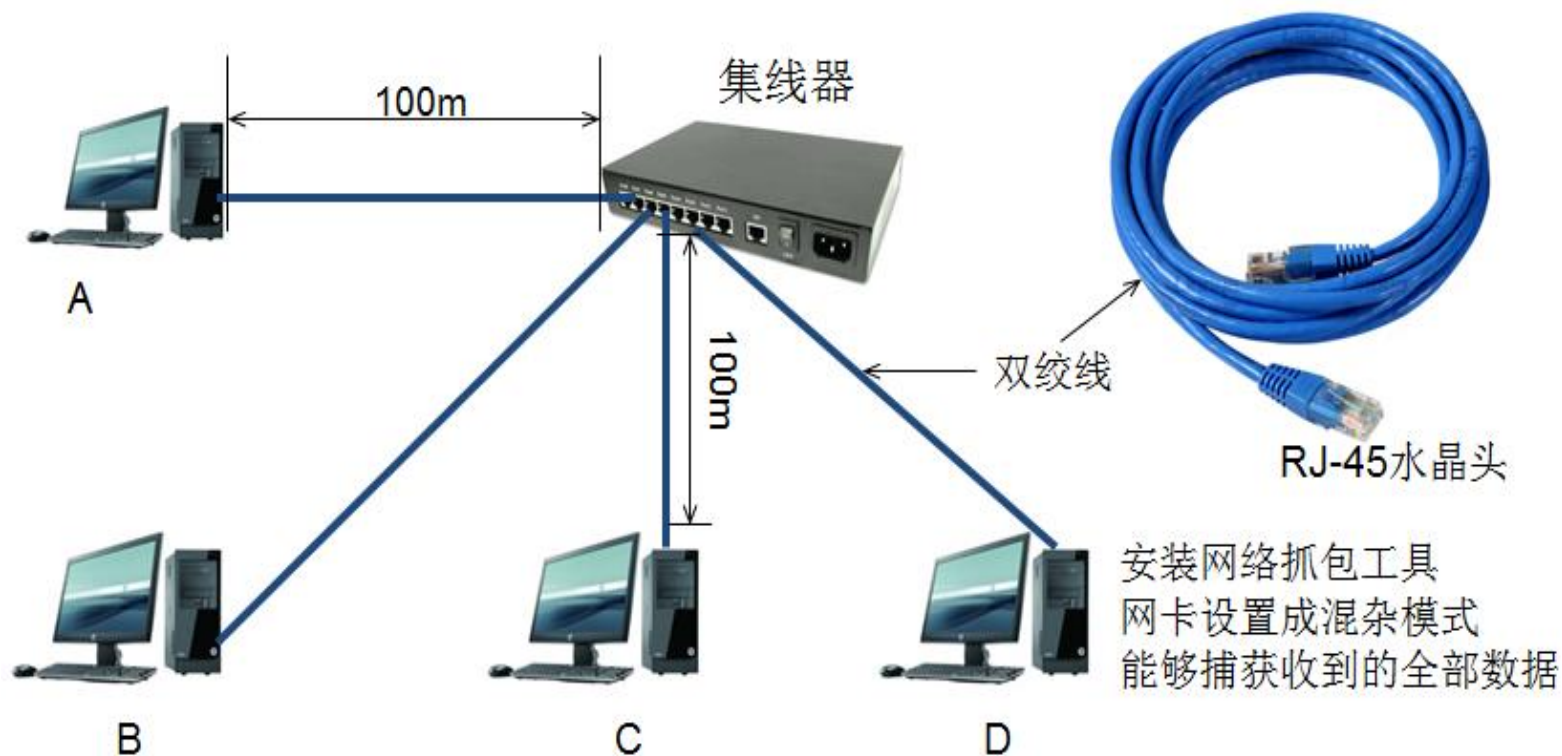 集线器
100m
A
100m
双绞线
RJ-45水晶头
安装网络抓包工具
网卡设置成混杂模式
能够捕获收到的全部数据
B
C
D